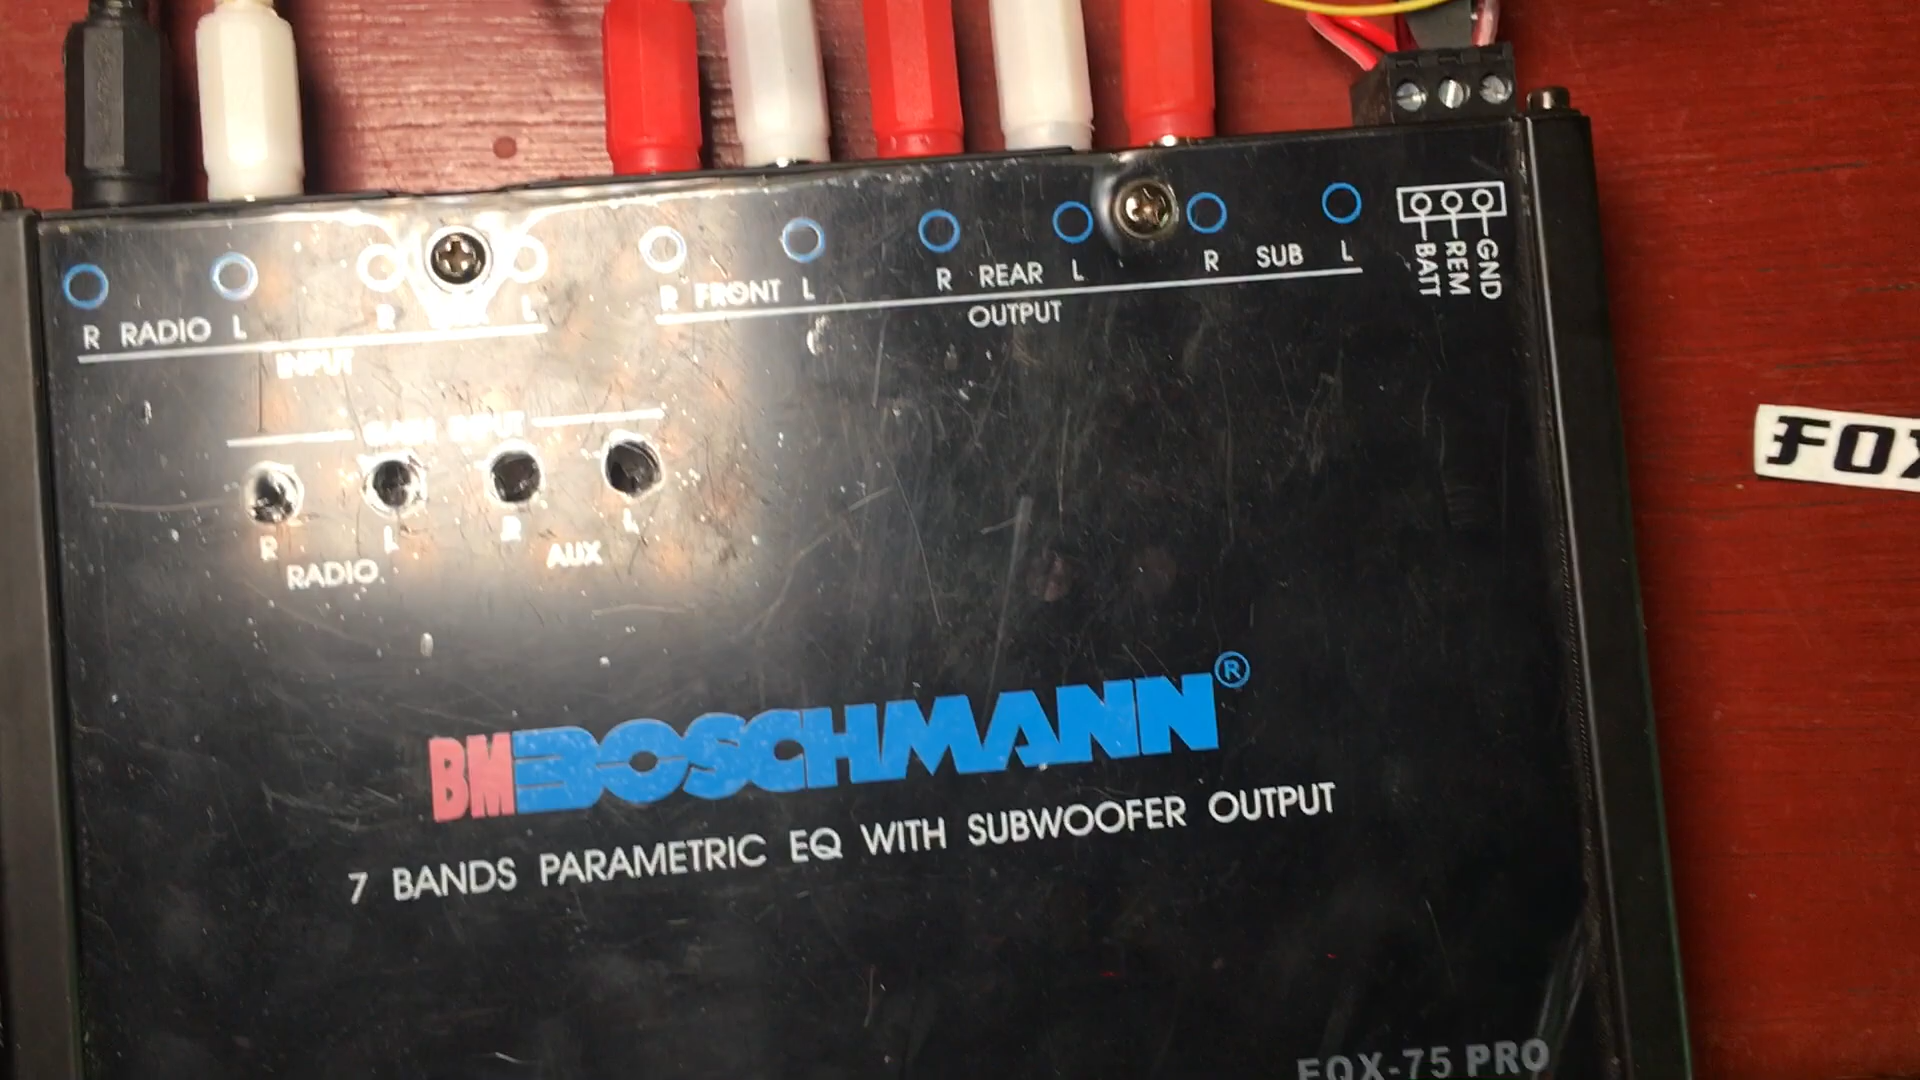 BATT REM GND
R RADIO L
R L
R FRONT L
R REAR L
R SUB L
INPUT
OUTPUT
INPUT
R L R L
RADIO AUX
BM BOSCHMANN®
7 BANDS PARAMETRIC EQ WITH SUBWOOFER OUTPUT
EQX-75 PRO